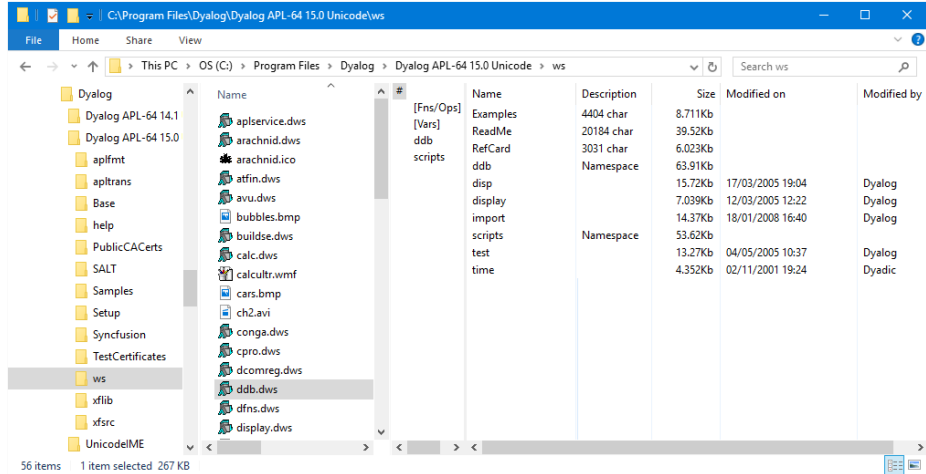 C:\Program Files\Dyalog\Dyalog APL-64 15.0 Unicode\ws
File Home Share View
This PC > OS (C:) > Program Files > Dyalog > Dyalog APL-64 15.0 Unicode > ws
Search ws
Dyalog
Dyalog APL-64 14.1
Dyalog APL-64 15.0
aplfmt
apltrans
Base
help
PublicCACerts
SALT
Samples
Setup
Syncfusion
TestCertificates
ws
xflib
xfsrc
UnicodeIME
Name
aplservice.dws
arachnid.dws
arachnid.ico
atfin.dws
avu.dws
bubbles.bmp
buildse.dws
calc.dws
calcultr.wmf
cars.bmp
ch2.avi
conga.dws
cpro.dws
dcomreg.dws
ddb.dws
dfns.dws
display.dws
#
[Fns/Ops]
[Vars]
ddb
scripts
Name Description Size Modified on Modified by
Examples 4404 char 8.711Kb
ReadMe 20184 char 39.52Kb
RefCard 3031 char 6.023Kb
ddb Namespace 63.91Kb
disp 15.72Kb 17/03/2005 19:04 Dyalog
display 7.039Kb 12/03/2005 12:22 Dyalog
import 14.37Kb 18/01/2008 16:40 Dyalog
scripts Namespace 53.62Kb
test 13.27Kb 04/05/2005 10:37 Dyalog
time 4.352Kb 02/11/2001 19:24 Dyadic
56 items 1 item selected 267 KB